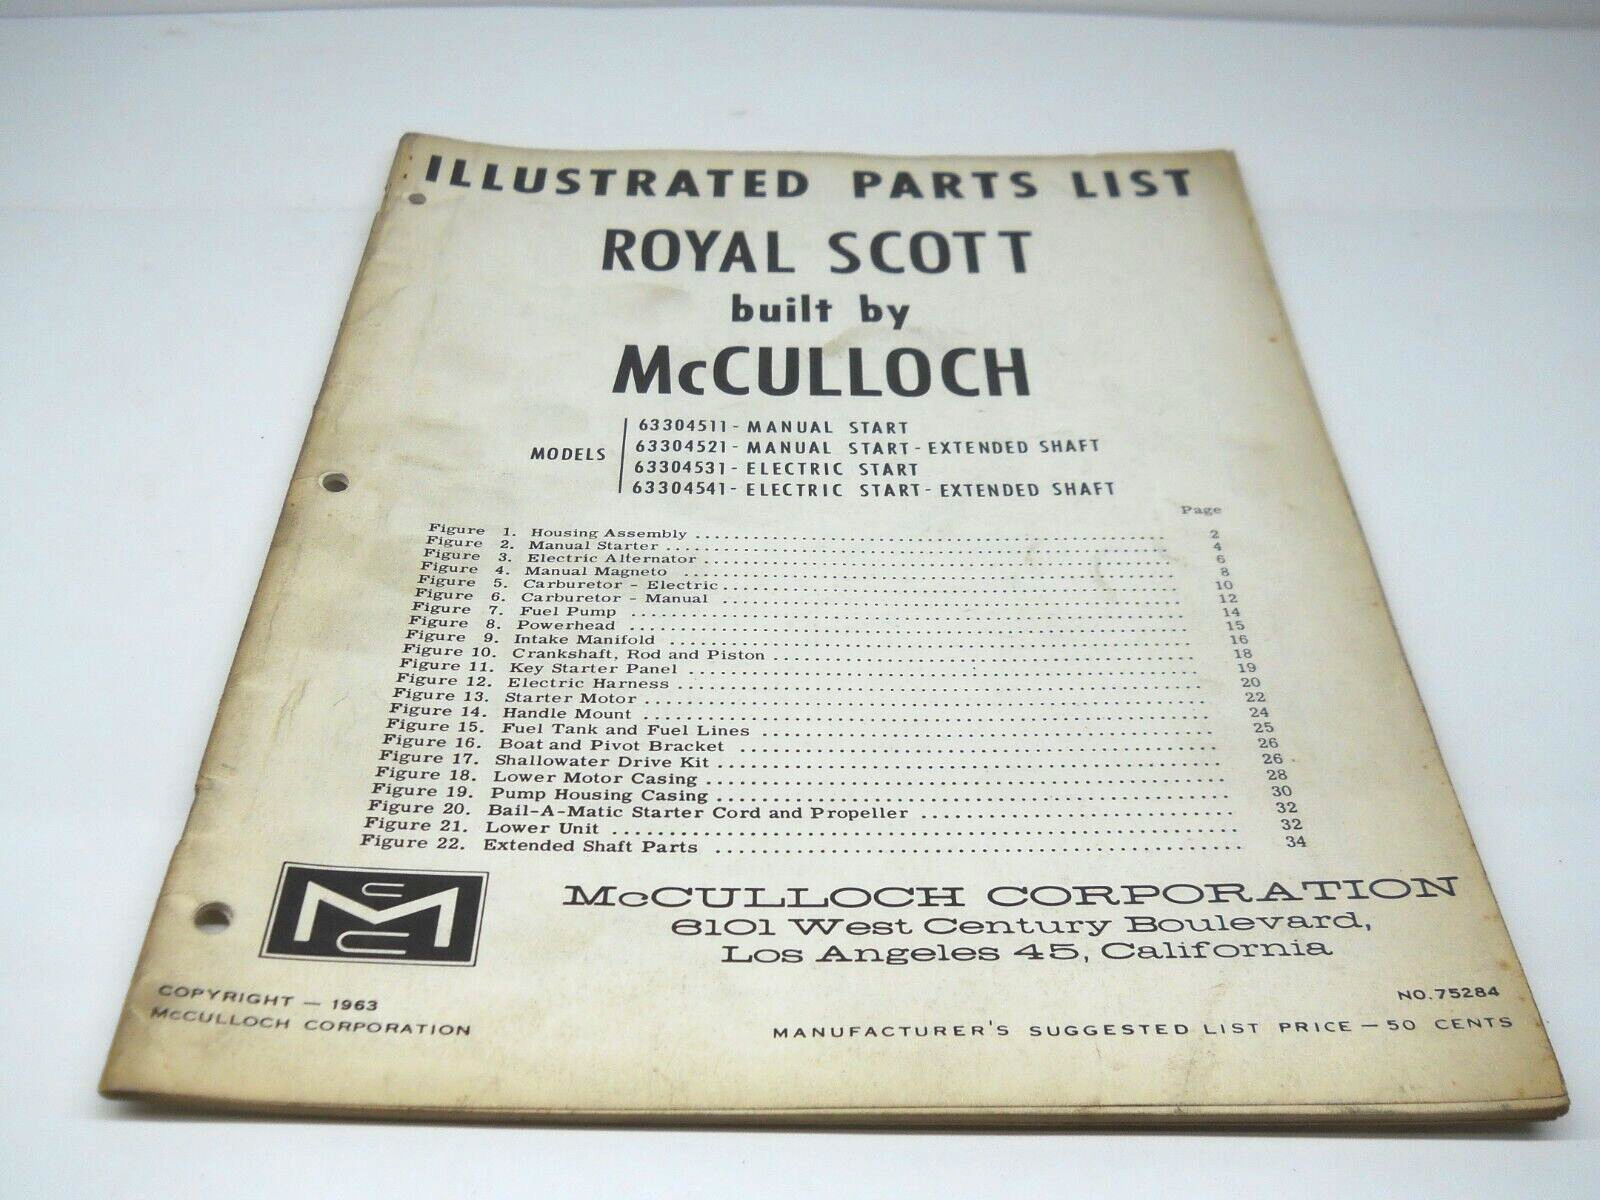 ILLUSTRATED PARTS LIST
ROYAL SCOTT
built by
McCULLOCH
MODELS
63304511-MANUAL START
63304521-MANUAL START-EXTENDED SHAFT
63304531-ELECTRIC START
63304541-ELECTRIC START-EXTENDED SHAFT
Page
Figure 1. Housing Assembly ........ 2
Figure 2. Manual Starter ........ 4
Figure 3. Electric Alternator ........ 6
Figure 4. Manual Magneto ........ 8
Figure 5. Carburetor - Electric ........ 10
Figure 6. Carburetor - Manual ........ 12
Figure 7. Fuel Pump ........ 14
Figure 8. Powerhead ........ 15
Figure 9. Intake Manifold ........ 16
Figure 10. Crankshaft, Rod and Piston ........ 18
Figure 11. Key Starter Panel ........ 19
Figure 12. Electric Harness ........ 20
Figure 13. Starter Motor ........ 22
Figure 14. Handle Mount ........ 24
Figure 15. Fuel Tank and Fuel Lines ........ 25
Figure 16. Boat and Pivot Bracket ........ 26
Figure 17. Shallowater Drive Kit ........ 26
Figure 18. Lower Motor Casing ........ 28
Figure 19. Pump Housing Casing ........ 30
Figure 20. Bail-A-Matic Starter Cord and Propeller ........ 32
Figure 21. Lower Unit ........ 32
Figure 22. Extended Shaft Parts ........ 34
McCULLOCH CORPORATION
6101 West Century Boulevard,
Los Angeles 45, California
COPYRIGHT — 1963
McCULLOCH CORPORATION
NO. 75284
MANUFACTURER'S SUGGESTED LIST PRICE — 50 CENTS